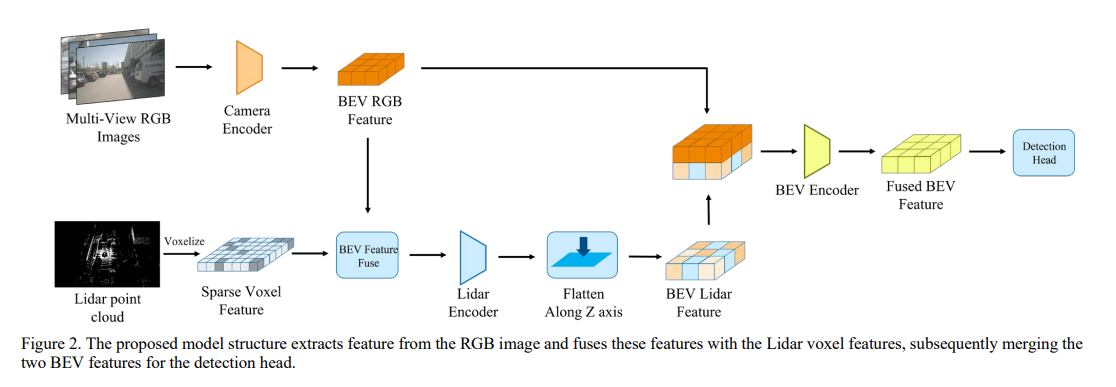 Multi-View RGB
Images
Camera
Encoder
BEV RGB
Feature
BEV Encoder
Fused BEV
Feature
Detection
Head
Lidar point
cloud
Voxelize
Sparse Voxel
Feature
BEV Feature
Fuse
Lidar
Encoder
Flatten
Along Z axis
BEV Lidar
Feature
Figure 2. The proposed model structure extracts feature from the RGB image and fuses these features with the Lidar voxel features, subsequently merging the
two BEV features for the detection head.